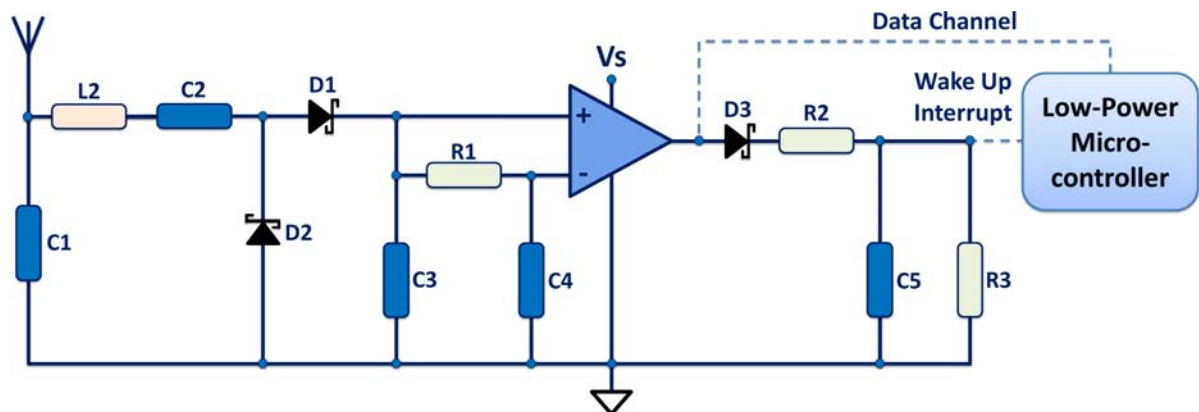 Data Channel
Vs
Wake Up
Interrupt
Low-Power
Micro-
controller
L2
C2
D1
D3
R2
+
R1
-
C1
D2
C3
C4
C5
R3